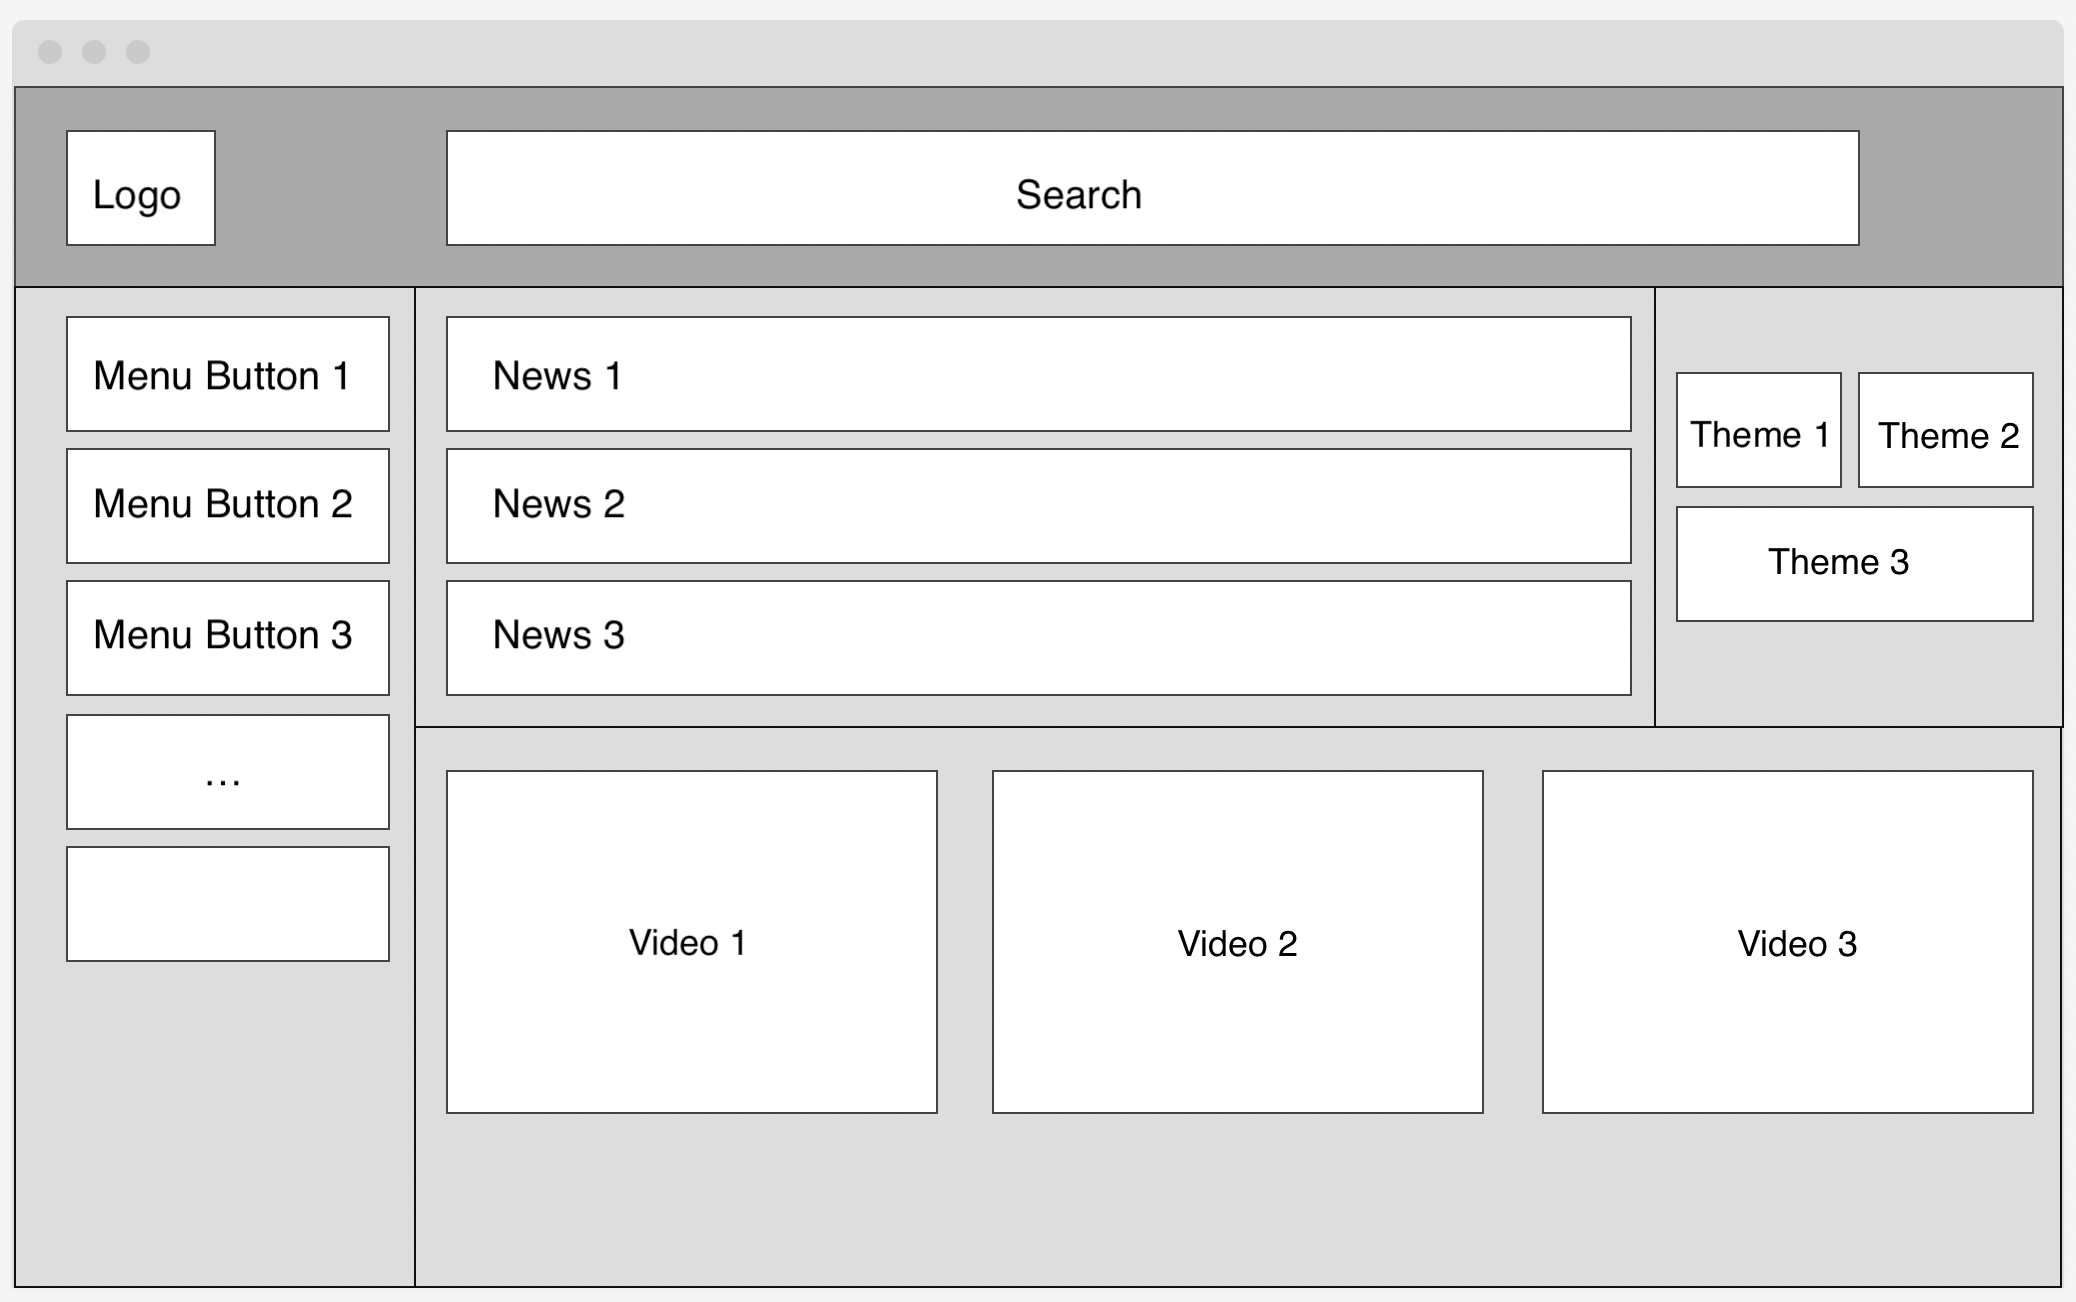 Logo
Search
Menu Button 1
Menu Button 2
Menu Button 3
...
News 1
News 2
News 3
Theme 1
Theme 2
Theme 3
Video 1
Video 2
Video 3